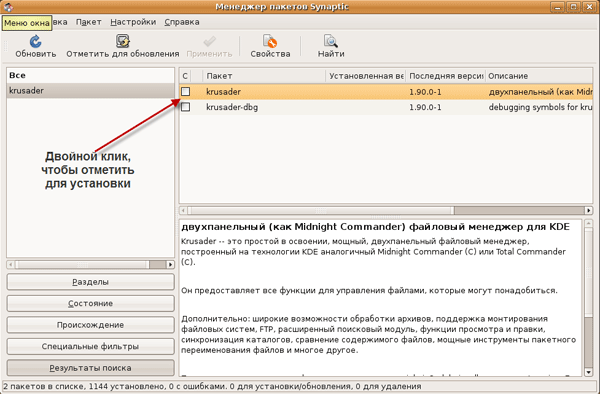 Менеджер пакетов Synaptic
Меню окна
Пакет Настройки Справка
Обновить Отметить для обновления Применить Свойства Найти
Все
krusader
С Пакет Установленная ве Последняя верси Описание
krusader 1.90.0-1 двухпанельный (как Midn
krusader-dbg 1.90.0-1 debugging symbols for kru
Двойной клик,
чтобы отметить
для установки
двухпанельный (как Midnight Commander) файловый менеджер для KDE
Krusader -- это простой в освоении, мощный, двухпанельный файловый менеджер,
построенный на технологии KDE аналогичный Midnight Commander (C) или Total Commander
(C).
Он предоставляет все функции для управления файлами, которые могут понадобиться.
Дополнительно: широкие возможности обработки архивов, поддержка монтирования
файловых систем, FTP, расширенный поисковый модуль, функции просмотра и правки,
синхронизация каталогов, сравнение содержимого файлов, мощные инструменты пакетного
переименования файлов и многое другое.
Разделы
Состояние
Происхождение
Специальные фильтры
Результаты поиска
2 пакетов в списке, 1144 установлено, 0 с ошибками. 0 для установки/обновления, 0 для удаления